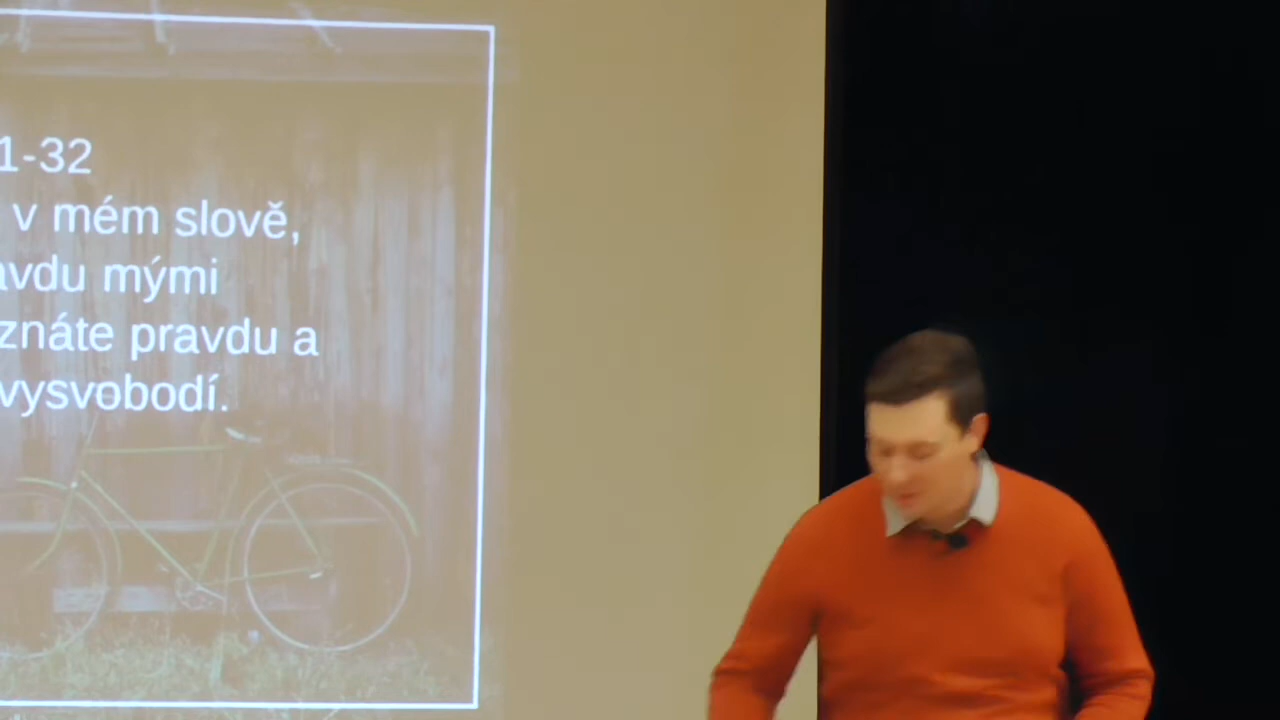 1-32
v mém slově,
avdu mými
znáte pravdu a
vysvobodí.